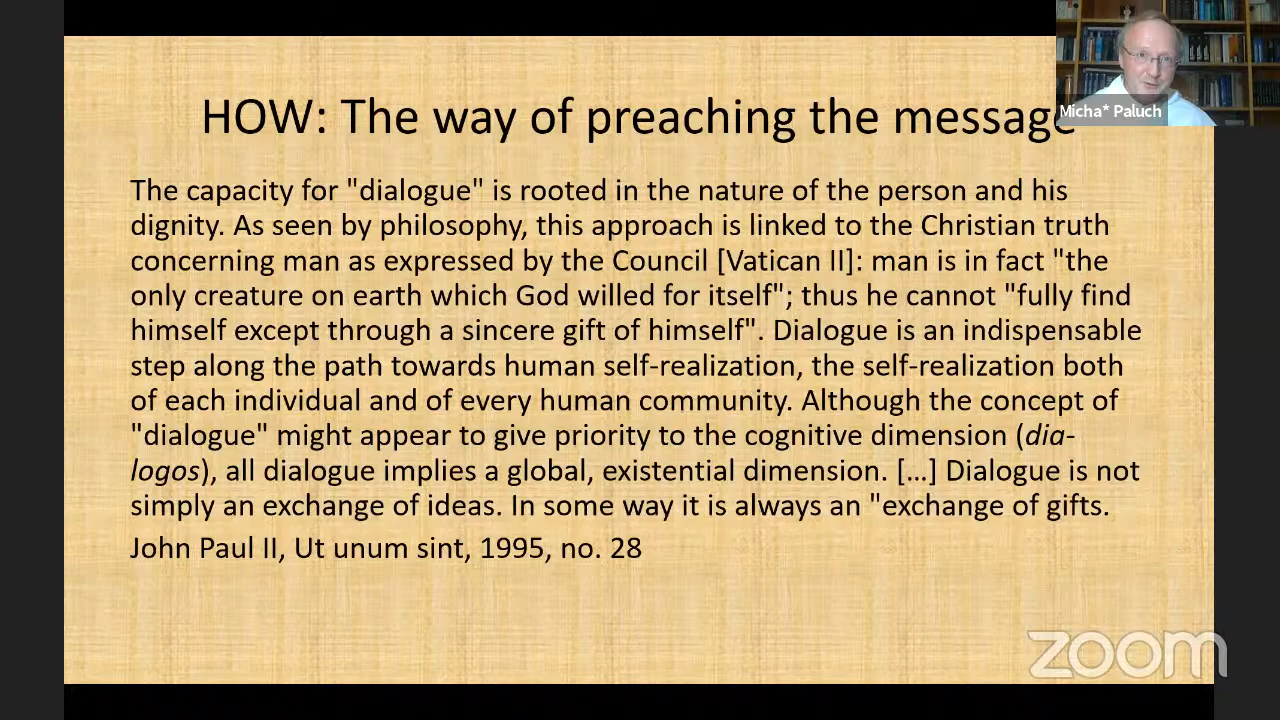 HOW: The way of preaching the message
Micha* Paluch
The capacity for "dialogue" is rooted in the nature of the person and his
dignity. As seen by philosophy, this approach is linked to the Christian truth
concerning man as expressed by the Council [Vatican II]: man is in fact "the
only creature on earth which God willed for itself"; thus he cannot "fully find
himself except through a sincere gift of himself". Dialogue is an indispensable
step along the path towards human self-realization, the self-realization both
of each individual and of every human community. Although the concept of
"dialogue" might appear to give priority to the cognitive dimension (dia-
logos), all dialogue implies a global, existential dimension. […] Dialogue is not
simply an exchange of ideas. In some way it is always an "exchange of gifts.
John Paul II, Ut unum sint, 1995, no. 28
zoom